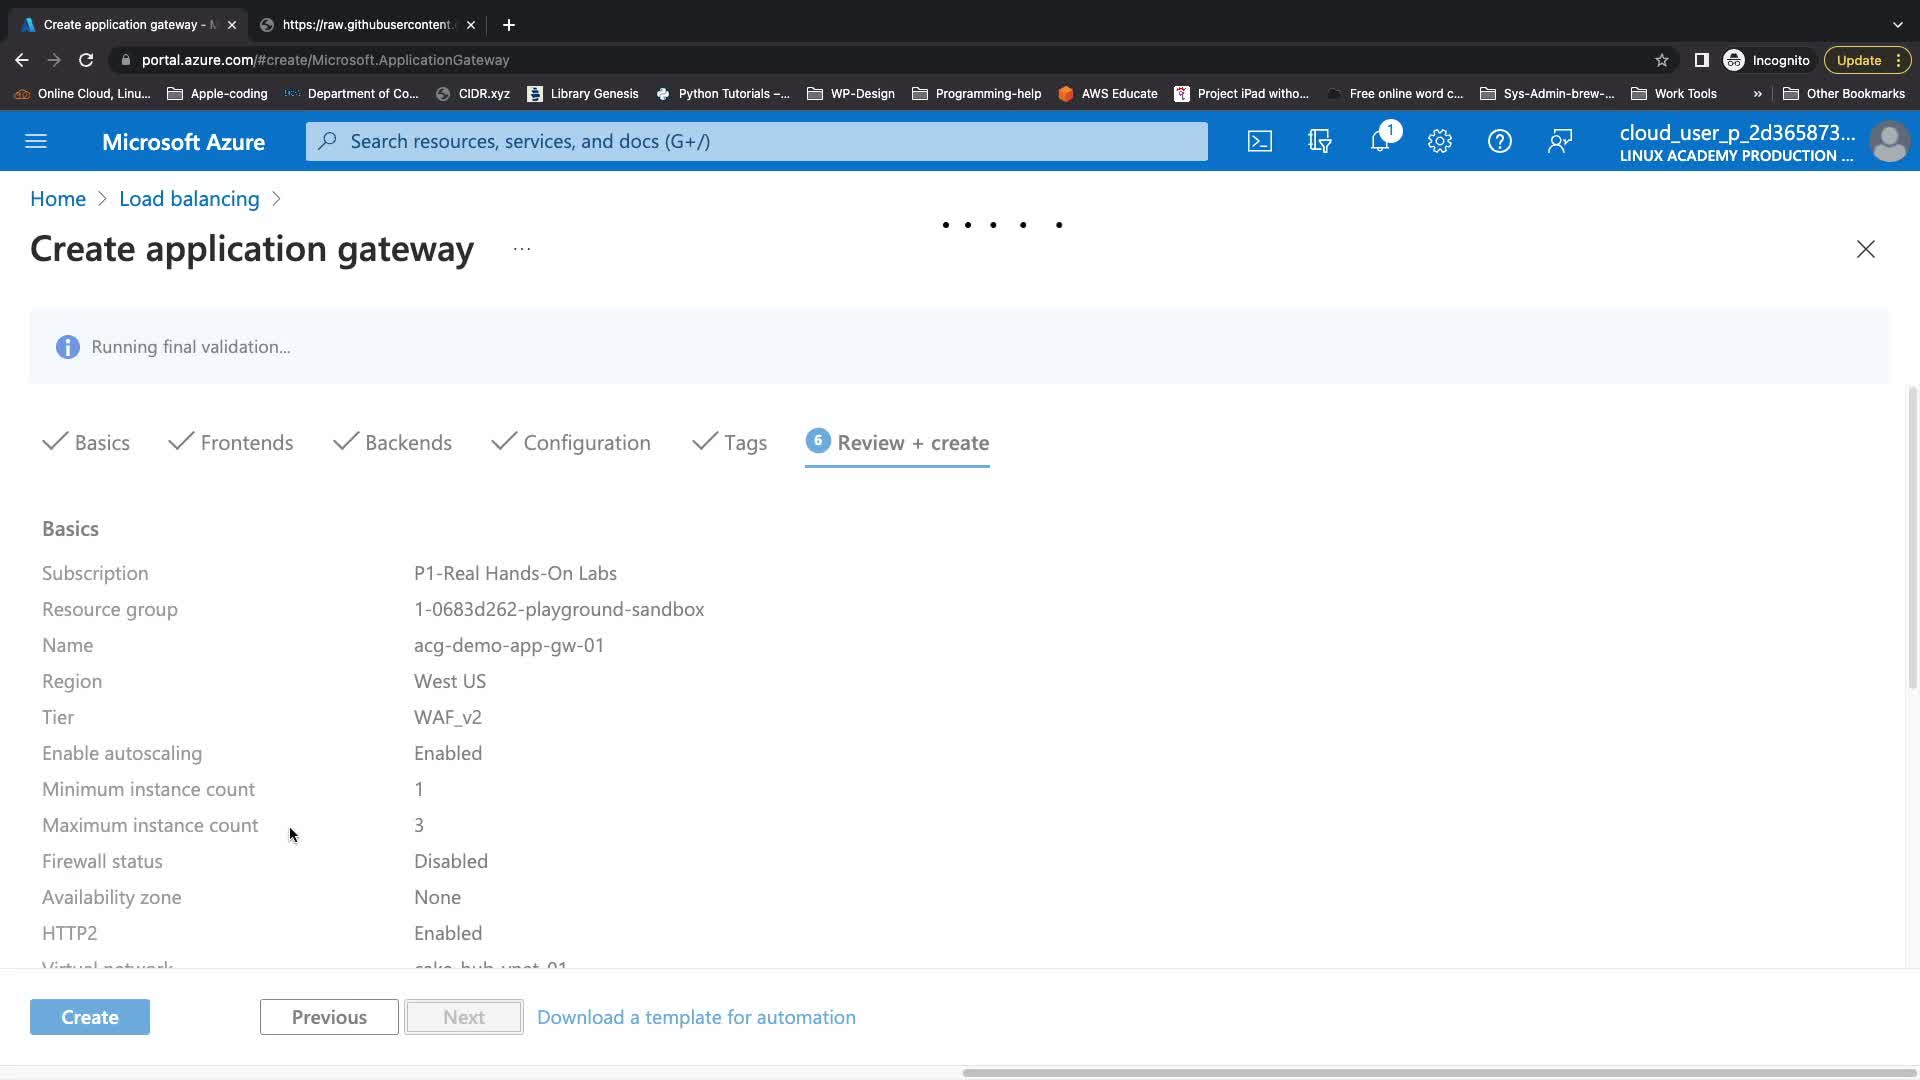 Create application gateway - M
https://raw.githubusercontent.c
portal.azure.com/#create/Microsoft.ApplicationGateway
Incognito
Update
Online Cloud, Linu...
Apple-coding
Department of Co...
CIDR.xyz
Library Genesis
Python Tutorials –...
WP-Design
Programming-help
AWS Educate
Project iPad witho...
Free online word c...
Sys-Admin-brew-...
Work Tools
»
Other Bookmarks
Microsoft Azure
Search resources, services, and docs (G+/)
1
cloud_user_p_2d365873...
LINUX ACADEMY PRODUCTION ...
Home > Load balancing >
Create application gateway ...
Running final validation...
Basics
Frontends
Backends
Configuration
Tags
6 Review + create
Basics
Subscription P1-Real Hands-On Labs
Resource group 1-0683d262-playground-sandbox
Name acg-demo-app-gw-01
Region West US
Tier WAF_v2
Enable autoscaling Enabled
Minimum instance count 1
Maximum instance count 3
Firewall status Disabled
Availability zone None
HTTP2 Enabled
Virtual network cake-hub-vnet-01
Create
Previous
Next
Download a template for automation